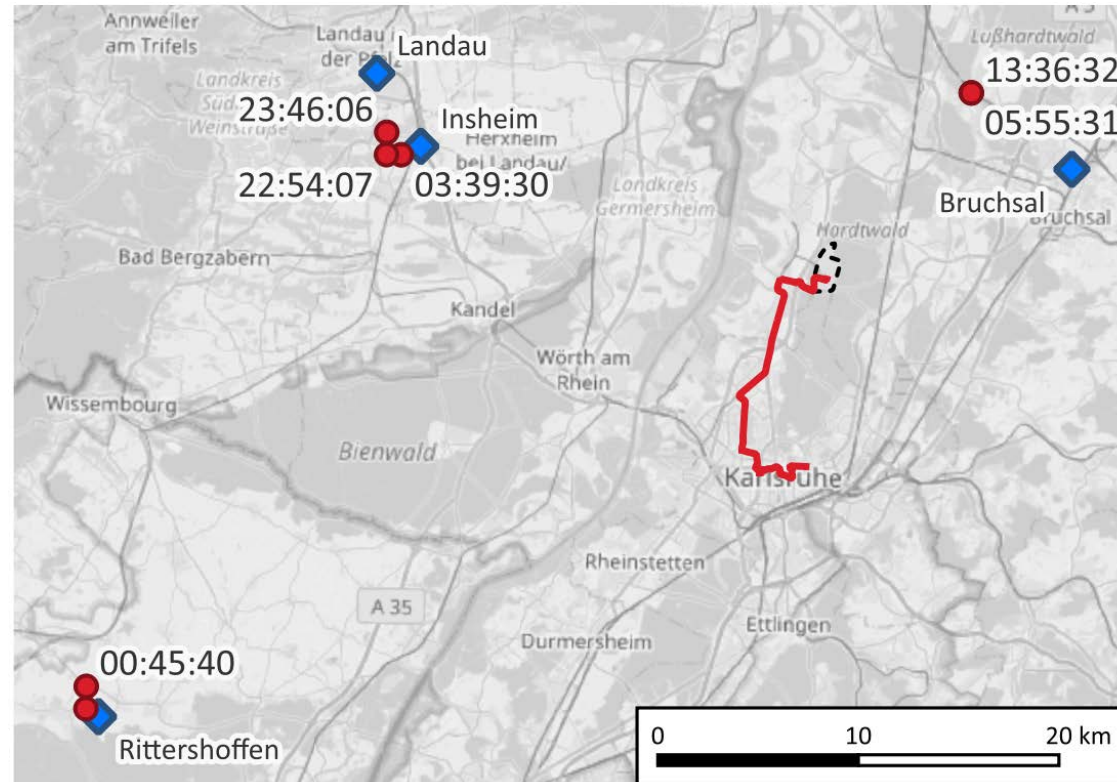 Annweiler
am Trifels
Landau i
der Pfalz
Landau
A 5
Lußhardtwald
13:36:32
Landkreis
Süd
Weinstraße
23:46:06
Insheim
05:55:31
Herxheim
bei Landau/
22:54:07
03:39:30
Landkreis
Germersheim
Bruchsal
Bruchsal
Hardtwald
Bad Bergzabern
Kandel
Wörth am
Rhein
Wissembourg
Bienwald
Karlsruhe
Rheinstetten
A 35
Ettlingen
Durmersheim
00:45:40
Rittershoffen
0
10
20 km